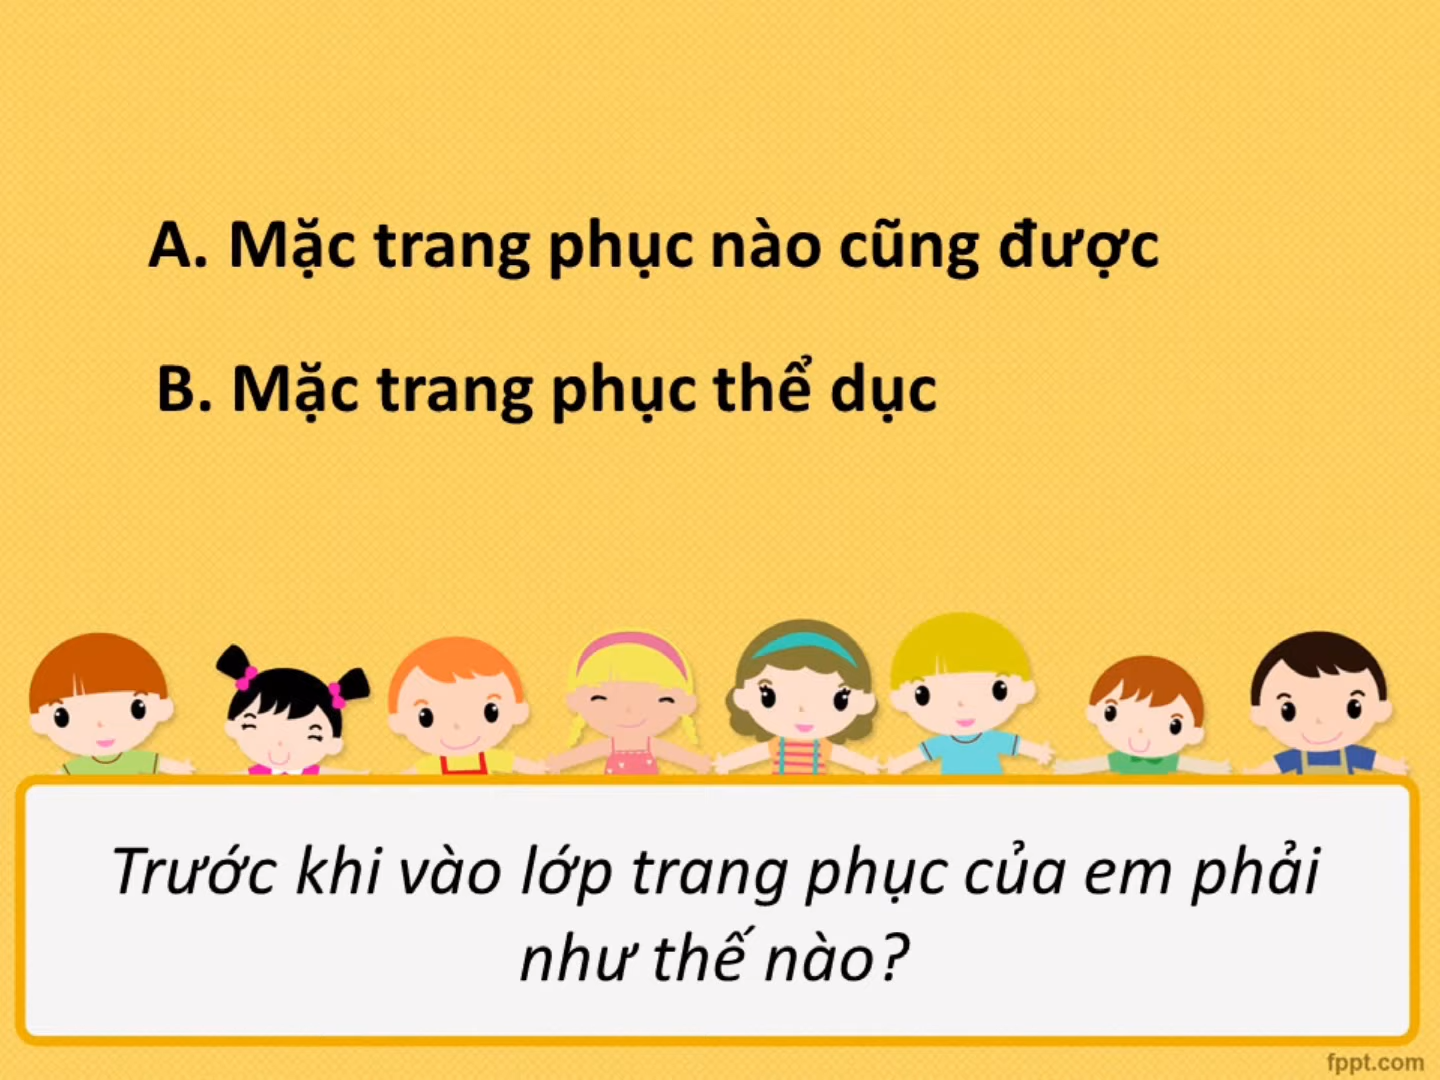 A. Mặc trang phục nào cũng được
B. Mặc trang phục thể dục
Trước khi vào lớp trang phục của em phải
như thế nào?
fppt.com